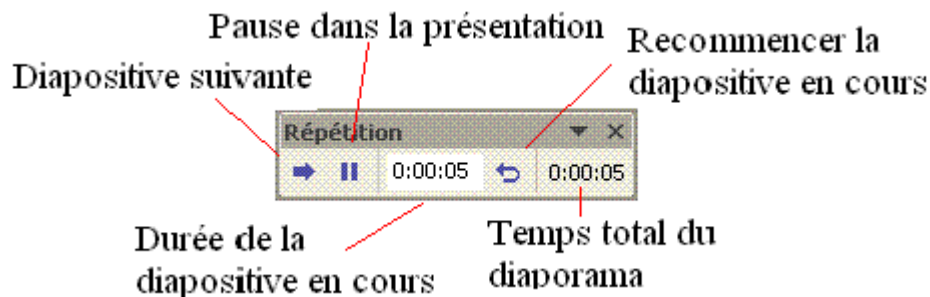 Pause dans la présentation
Recommencer la
diapositive en cours
Diapositive suivante
Répétition
0:00:05
0:00:05
Durée de la
diapositive en cours
Temps total du
diaporama